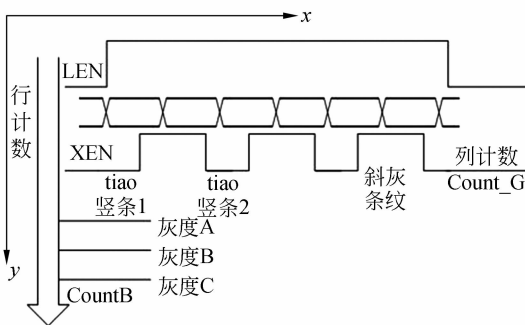 x
LEN
行计数
XEN
列计数
tiao
tiao
斜灰
Count_G
竖条1
竖条2
条纹
灰度A
灰度B
y
灰度C
CountB